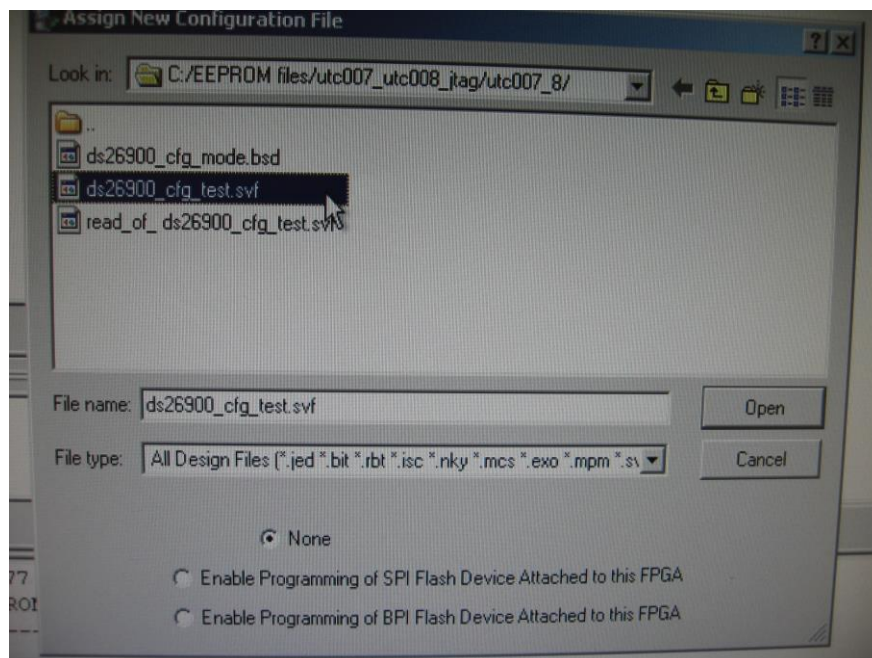 Assign New Configuration File
Look in: C:/EEPROM files/utc007_utc008_jtag/utc007_8/
..
ds26900_cfg_mode.bsd
ds26900_cfg_test.svf
read_of_ ds26900_cfg_test.svf
File name: ds26900_cfg_test.svf
Open
File type: All Design Files (*.jed *.bit *.rbt *.isc *.nky *.mcs *.exo *.mpm *.sv
Cancel
None
Enable Programming of SPI Flash Device Attached to this FPGA
Enable Programming of BPI Flash Device Attached to this FPGA